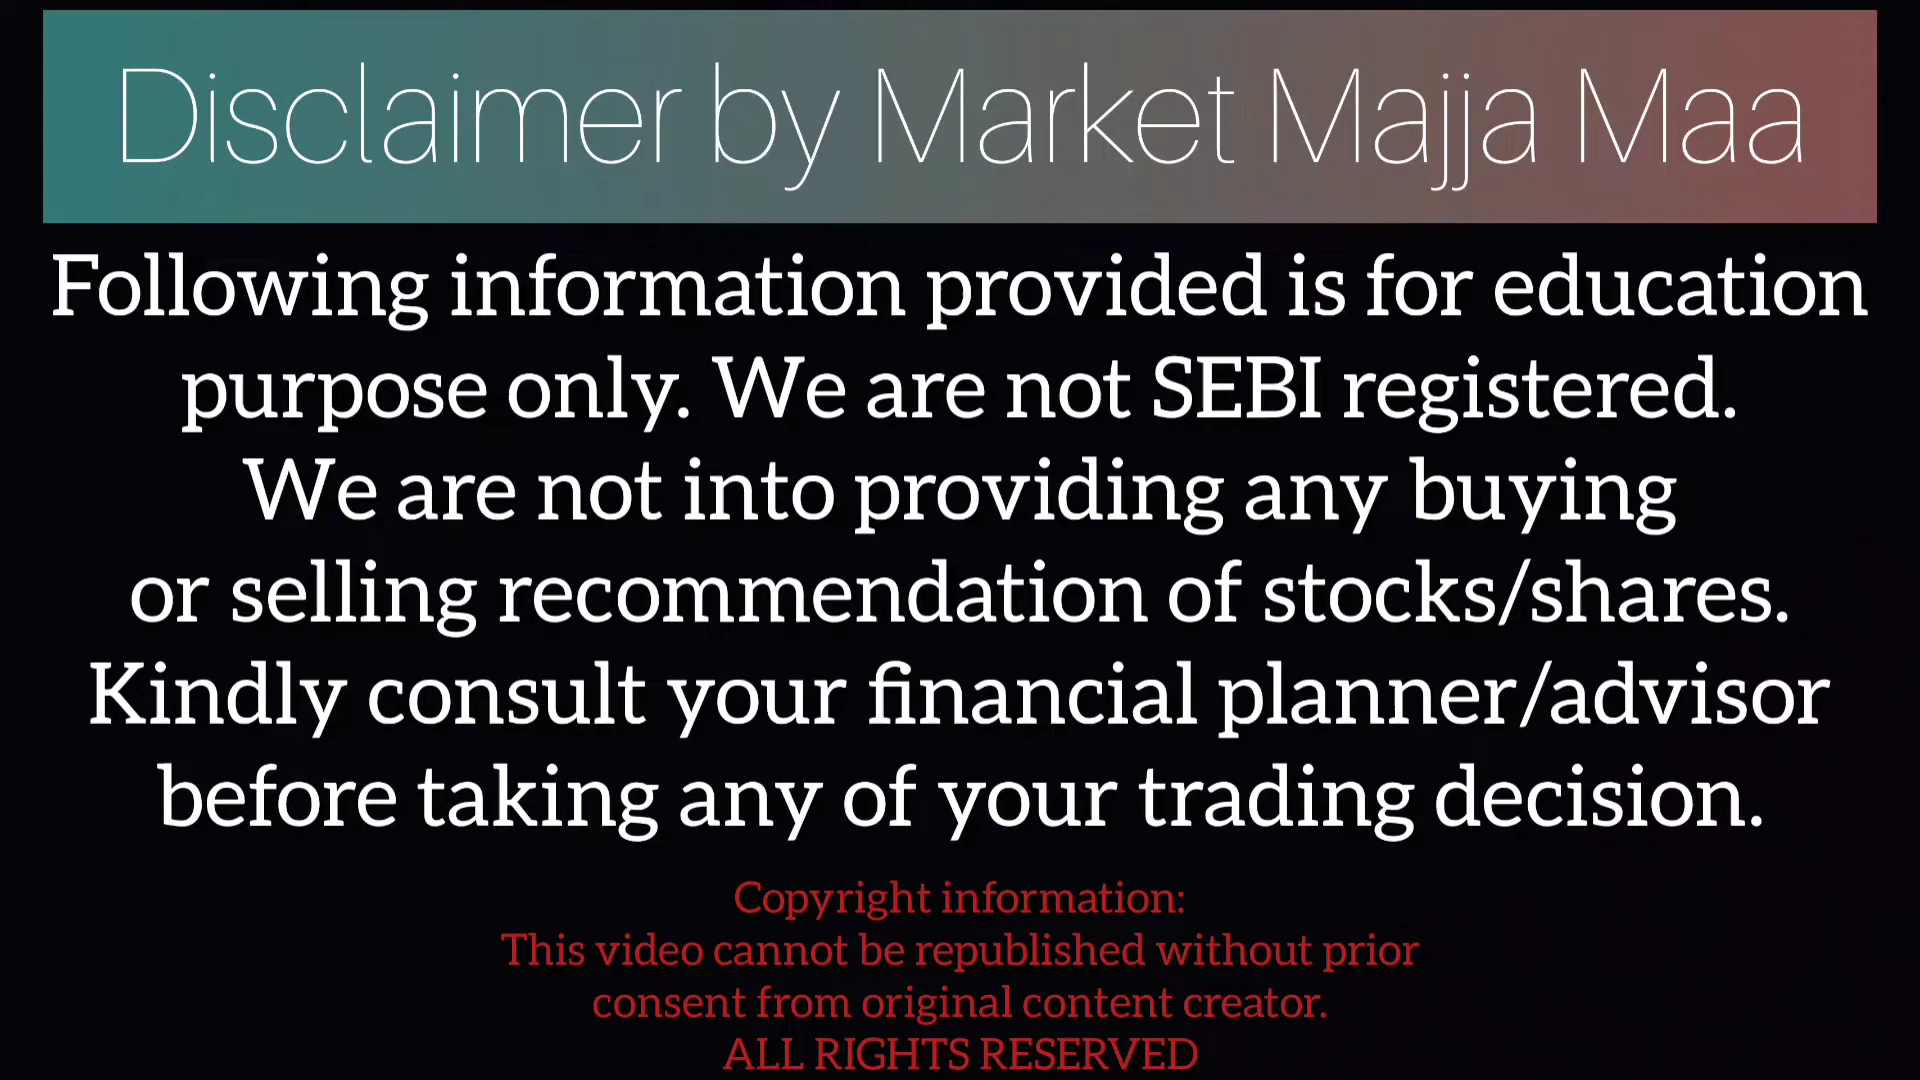 Disclaimer by Market Majja Maa
Following information provided is for education
purpose only. We are not SEBI registered.
We are not into providing any buying
or selling recommendation of stocks/shares.
Kindly consult your financial planner/advisor
before taking any of your trading decision.
Copyright information:
This video cannot be republished without prior
consent from original content creator.
ALL RIGHTS RESERVED